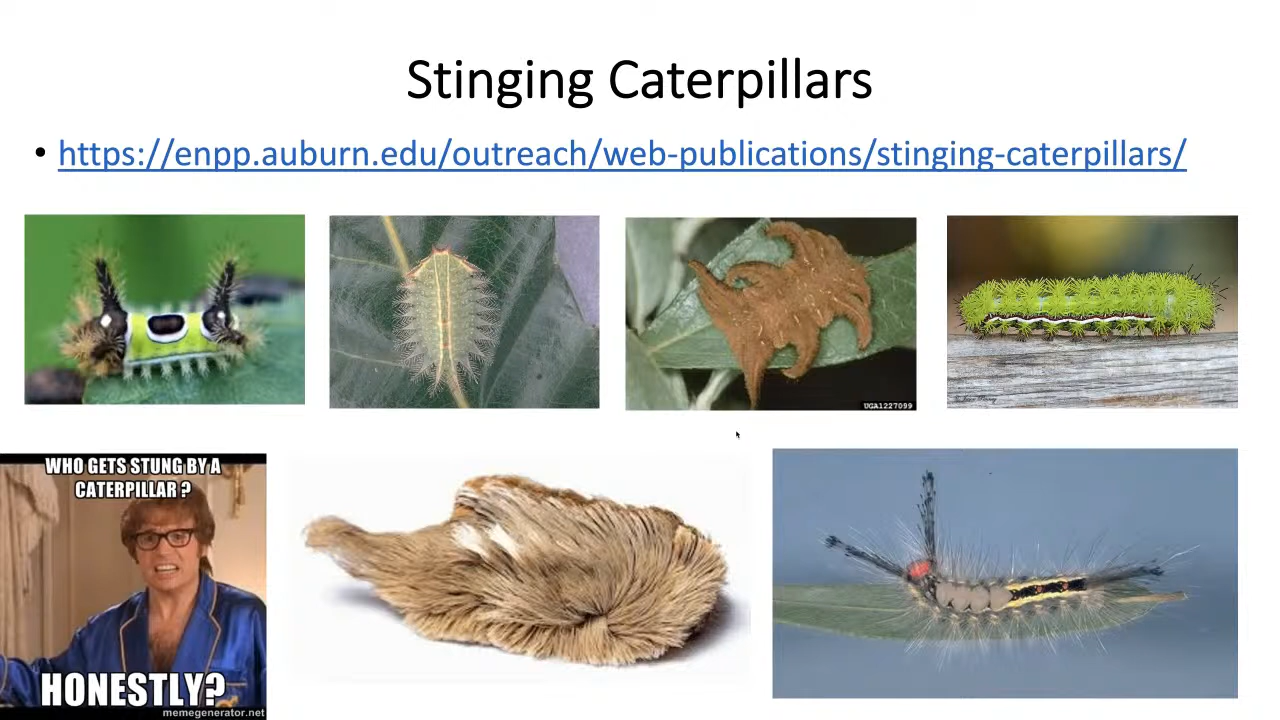 Stinging Caterpillars
• https://enpp.auburn.edu/outreach/web-publications/stinging-caterpillars/
UGA1227099
WHO GETS STUNG BY A
CATERPILLAR ?
HONESTLY?
memegenerator.net